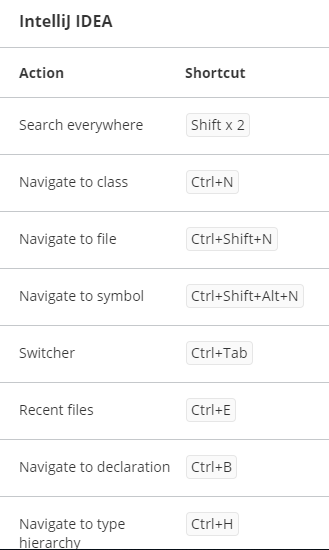 IntelliJ IDEA
Action Shortcut
Search everywhere Shift x 2
Navigate to class Ctrl+N
Navigate to file Ctrl+Shift+N
Navigate to symbol Ctrl+Shift+Alt+N
Switcher Ctrl+Tab
Recent files Ctrl+E
Navigate to declaration Ctrl+B
Navigate to type Ctrl+H
hierarchy